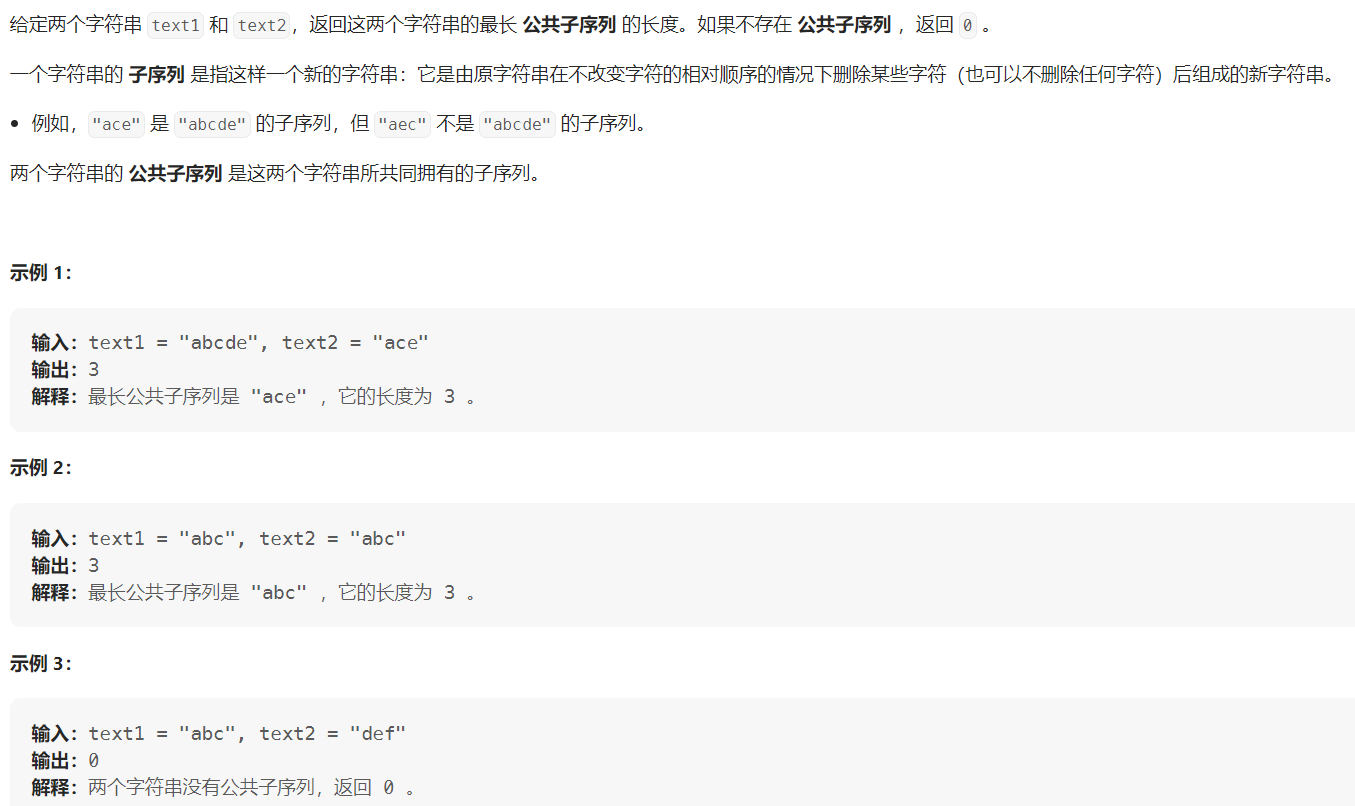 给定两个字符串 text1 和 text2，返回这两个字符串的最长 公共子序列 的长度。如果不存在 公共子序列 ，返回 0 。
一个字符串的 子序列 是指这样一个新的字符串：它是由原字符串在不改变字符的相对顺序的情况下删除某些字符（也可以不删除任何字符）后组成的新字符串。
• 例如，"ace" 是 "abcde" 的子序列，但 "aec" 不是 "abcde" 的子序列。
两个字符串的 公共子序列 是这两个字符串所共同拥有的子序列。
示例 1：
输入：text1 = "abcde", text2 = "ace"
输出：3
解释：最长公共子序列是 "ace" ，它的长度为 3 。
示例 2：
输入：text1 = "abc", text2 = "abc"
输出：3
解释：最长公共子序列是 "abc" ，它的长度为 3 。
示例 3：
输入：text1 = "abc", text2 = "def"
输出：0
解释：两个字符串没有公共子序列，返回 0 。